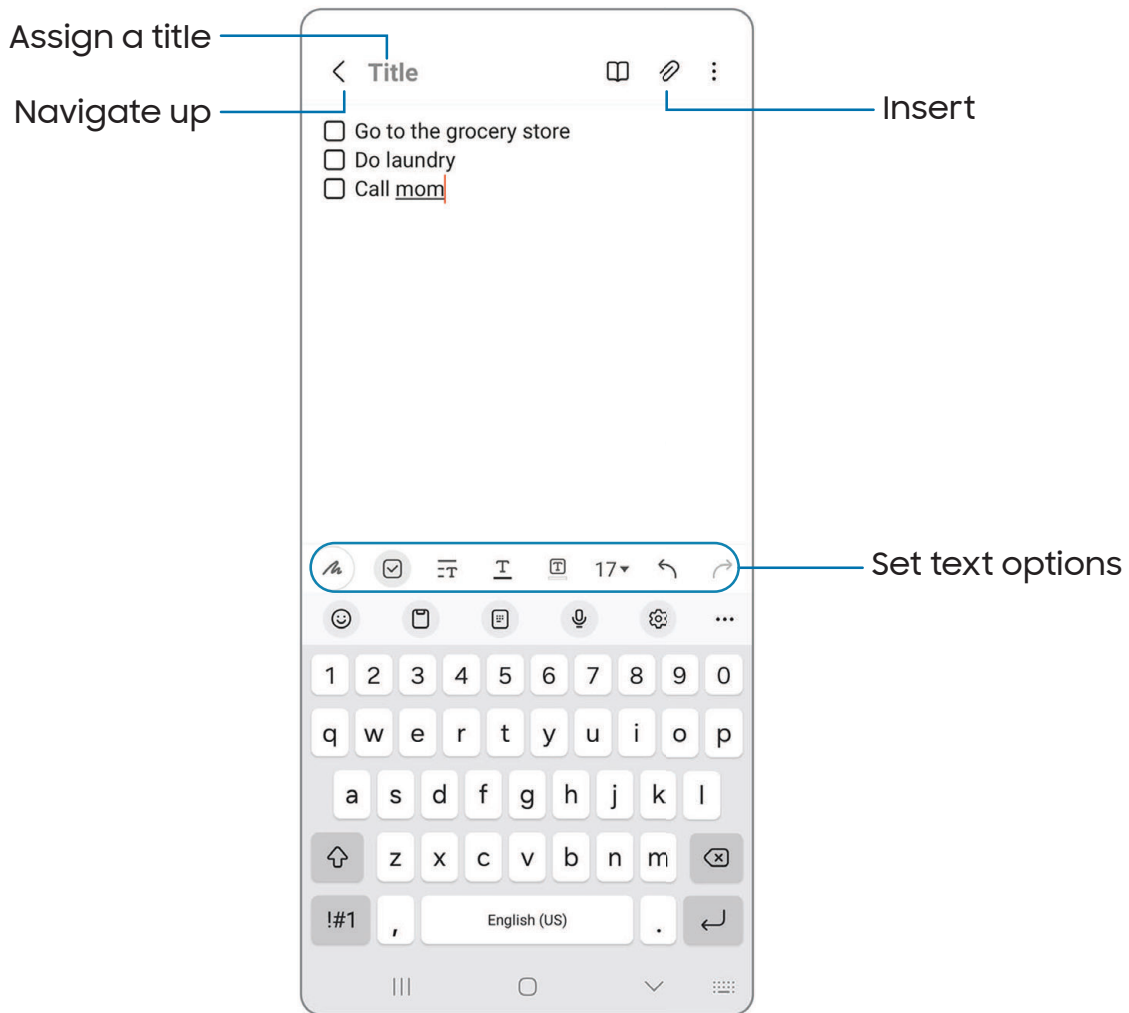 Assign a title
Title
Navigate up
Insert
Go to the grocery store
Do laundry
Call mom
17
Set text options
1 2 3 4 5 6 7 8 9 0
q w e r t y u i o p
a s d f g h j k l
z x c v b n m
!#1 , English (US) .